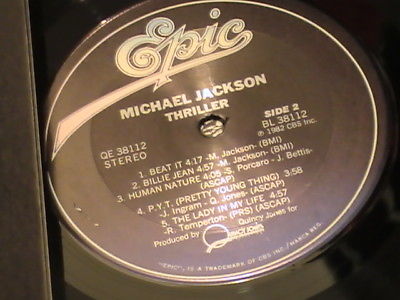 Epic
MICHAEL JACKSON
THRILLER
QE 38112
STEREO
SIDE 2
BL 38112
℗ 1982 CBS Inc.
1. BEAT IT 4:17 -M. Jackson- (BMI)
2. BILLIE JEAN 4:57 -M. Jackson- (BMI)
3. HUMAN NATURE 4:05 -S. Porcaro - J. Bettis-
(ASCAP)
4. P.Y.T. (PRETTY YOUNG THING) 3:58
-J. Ingram - Q. Jones- (ASCAP)
5. THE LADY IN MY LIFE 4:57
-R. Temperton- (PRS) (ASCAP)
Produced by Quincy Jones for
PRODUCTIONS
"EPIC", IS A TRADEMARK OF CBS INC./MARCA REG.